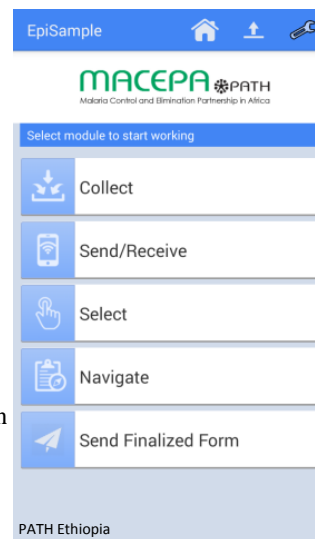 EpiSample
MACEPA PATH
Malaria Control and Elimination Partnership in Africa
Select module to start working
Collect
Send/Receive
Select
Navigate
Send Finalized Form
PATH Ethiopia